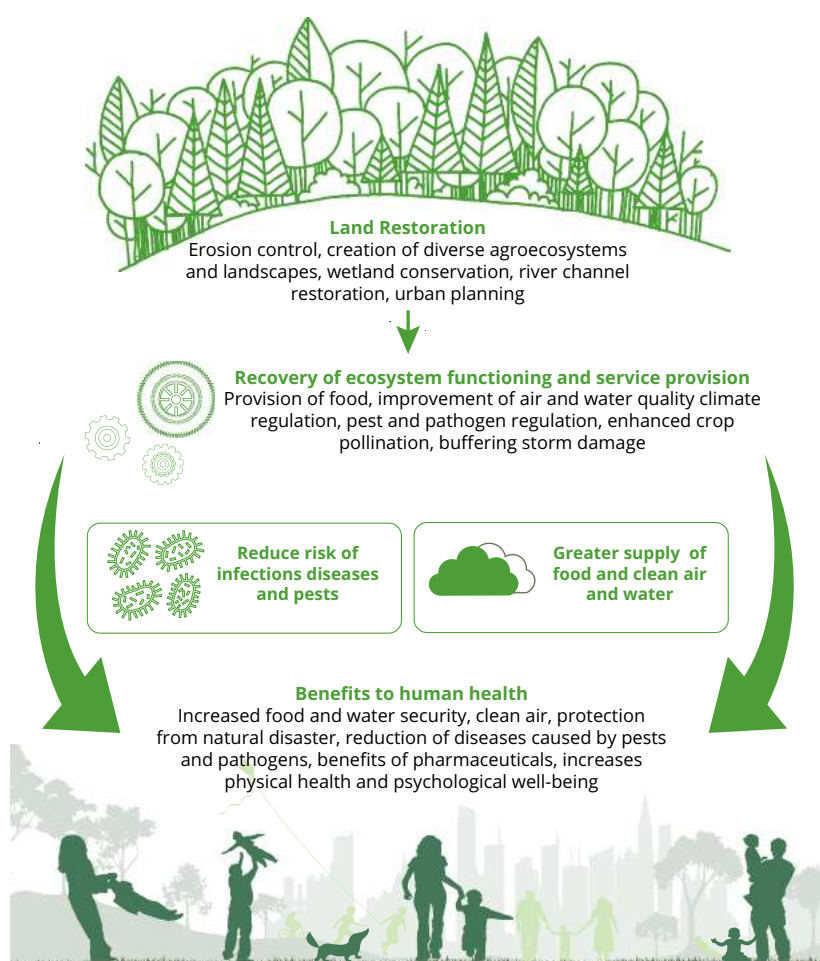 Land Restoration
Erosion control, creation of diverse agroecosystems
and landscapes, wetland conservation, river channel
restoration, urban planning
Recovery of ecosystem functioning and service provision
Provision of food, improvement of air and water quality climate
regulation, pest and pathogen regulation, enhanced crop
pollination, buffering storm damage
Reduce risk of
infections diseases
and pests
Greater supply of
food and clean air
and water
Benefits to human health
Increased food and water security, clean air, protection
from natural disaster, reduction of diseases caused by pests
and pathogens, benefits of pharmaceuticals, increases
physical health and psychological well-being